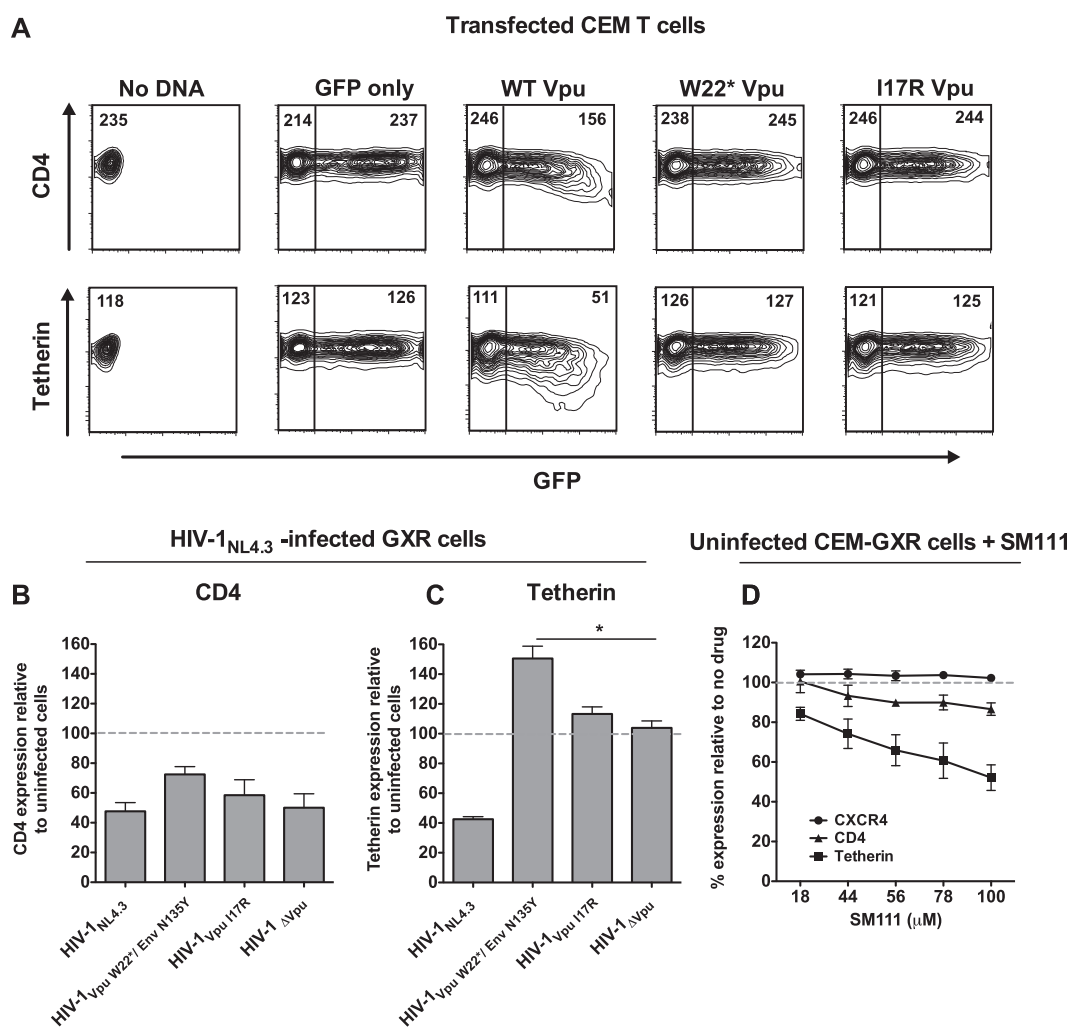 A
Transfected CEM T cells
No DNA
GFP only
WT Vpu
W22* Vpu
I17R Vpu
CD4
235
214 237
246 156
238 245
246 244
Tetherin
118
123 126
111 51
126 127
121 125
GFP
HIV-1NL4.3 -infected GXR cells
Uninfected CEM-GXR cells + SM111
B
CD4
CD4 expression relative
to uninfected cells
160
140
120
100
80
60
40
20
0
HIV-1NL4.3
HIV-1Vpu W22*/ Env N135Y
HIV-1Vpu I17R
HIV-1ΔVpu
C
Tetherin
Tetherin expression relative
to uninfected cells
160
140
120
100
80
60
40
20
0
*
HIV-1NL4.3
HIV-1Vpu W22*/ Env N135Y
HIV-1Vpu I17R
HIV-1ΔVpu
D
% expression relative to no drug
120
100
80
60
40
20
0
CXCR4
CD4
Tetherin
18 44 56 78 100
SM111 (μM)